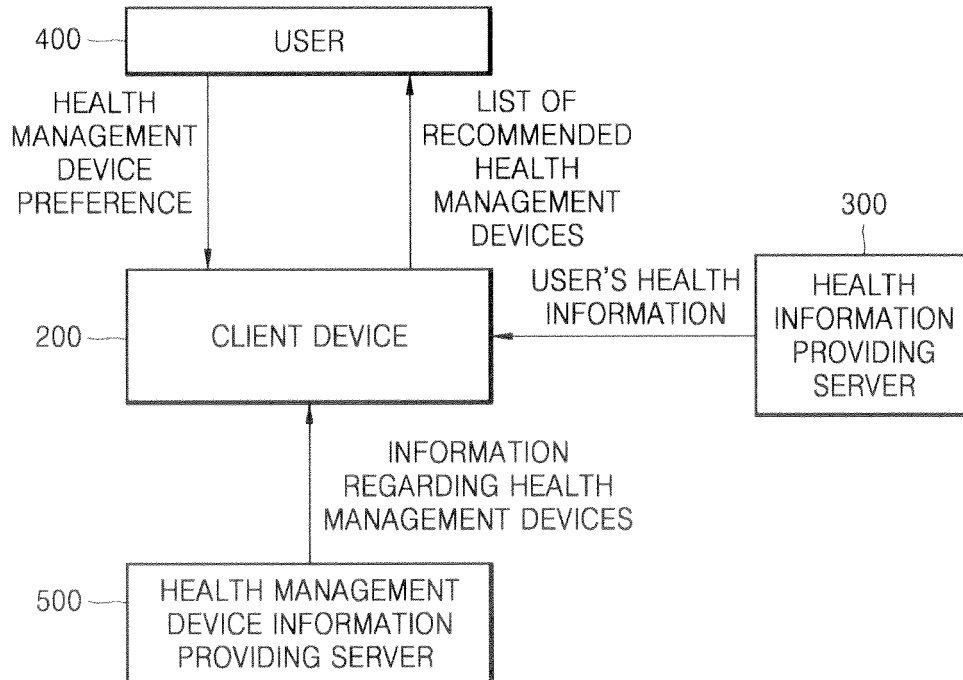 400
USER
HEALTH
MANAGEMENT
DEVICE
PREFERENCE
LIST OF
RECOMMENDED
HEALTH
MANAGEMENT
DEVICES
300
200
CLIENT DEVICE
USER'S HEALTH
INFORMATION
HEALTH
INFORMATION
PROVIDING
SERVER
INFORMATION
REGARDING HEALTH
MANAGEMENT DEVICES
500
HEALTH MANAGEMENT
DEVICE INFORMATION
PROVIDING SERVER